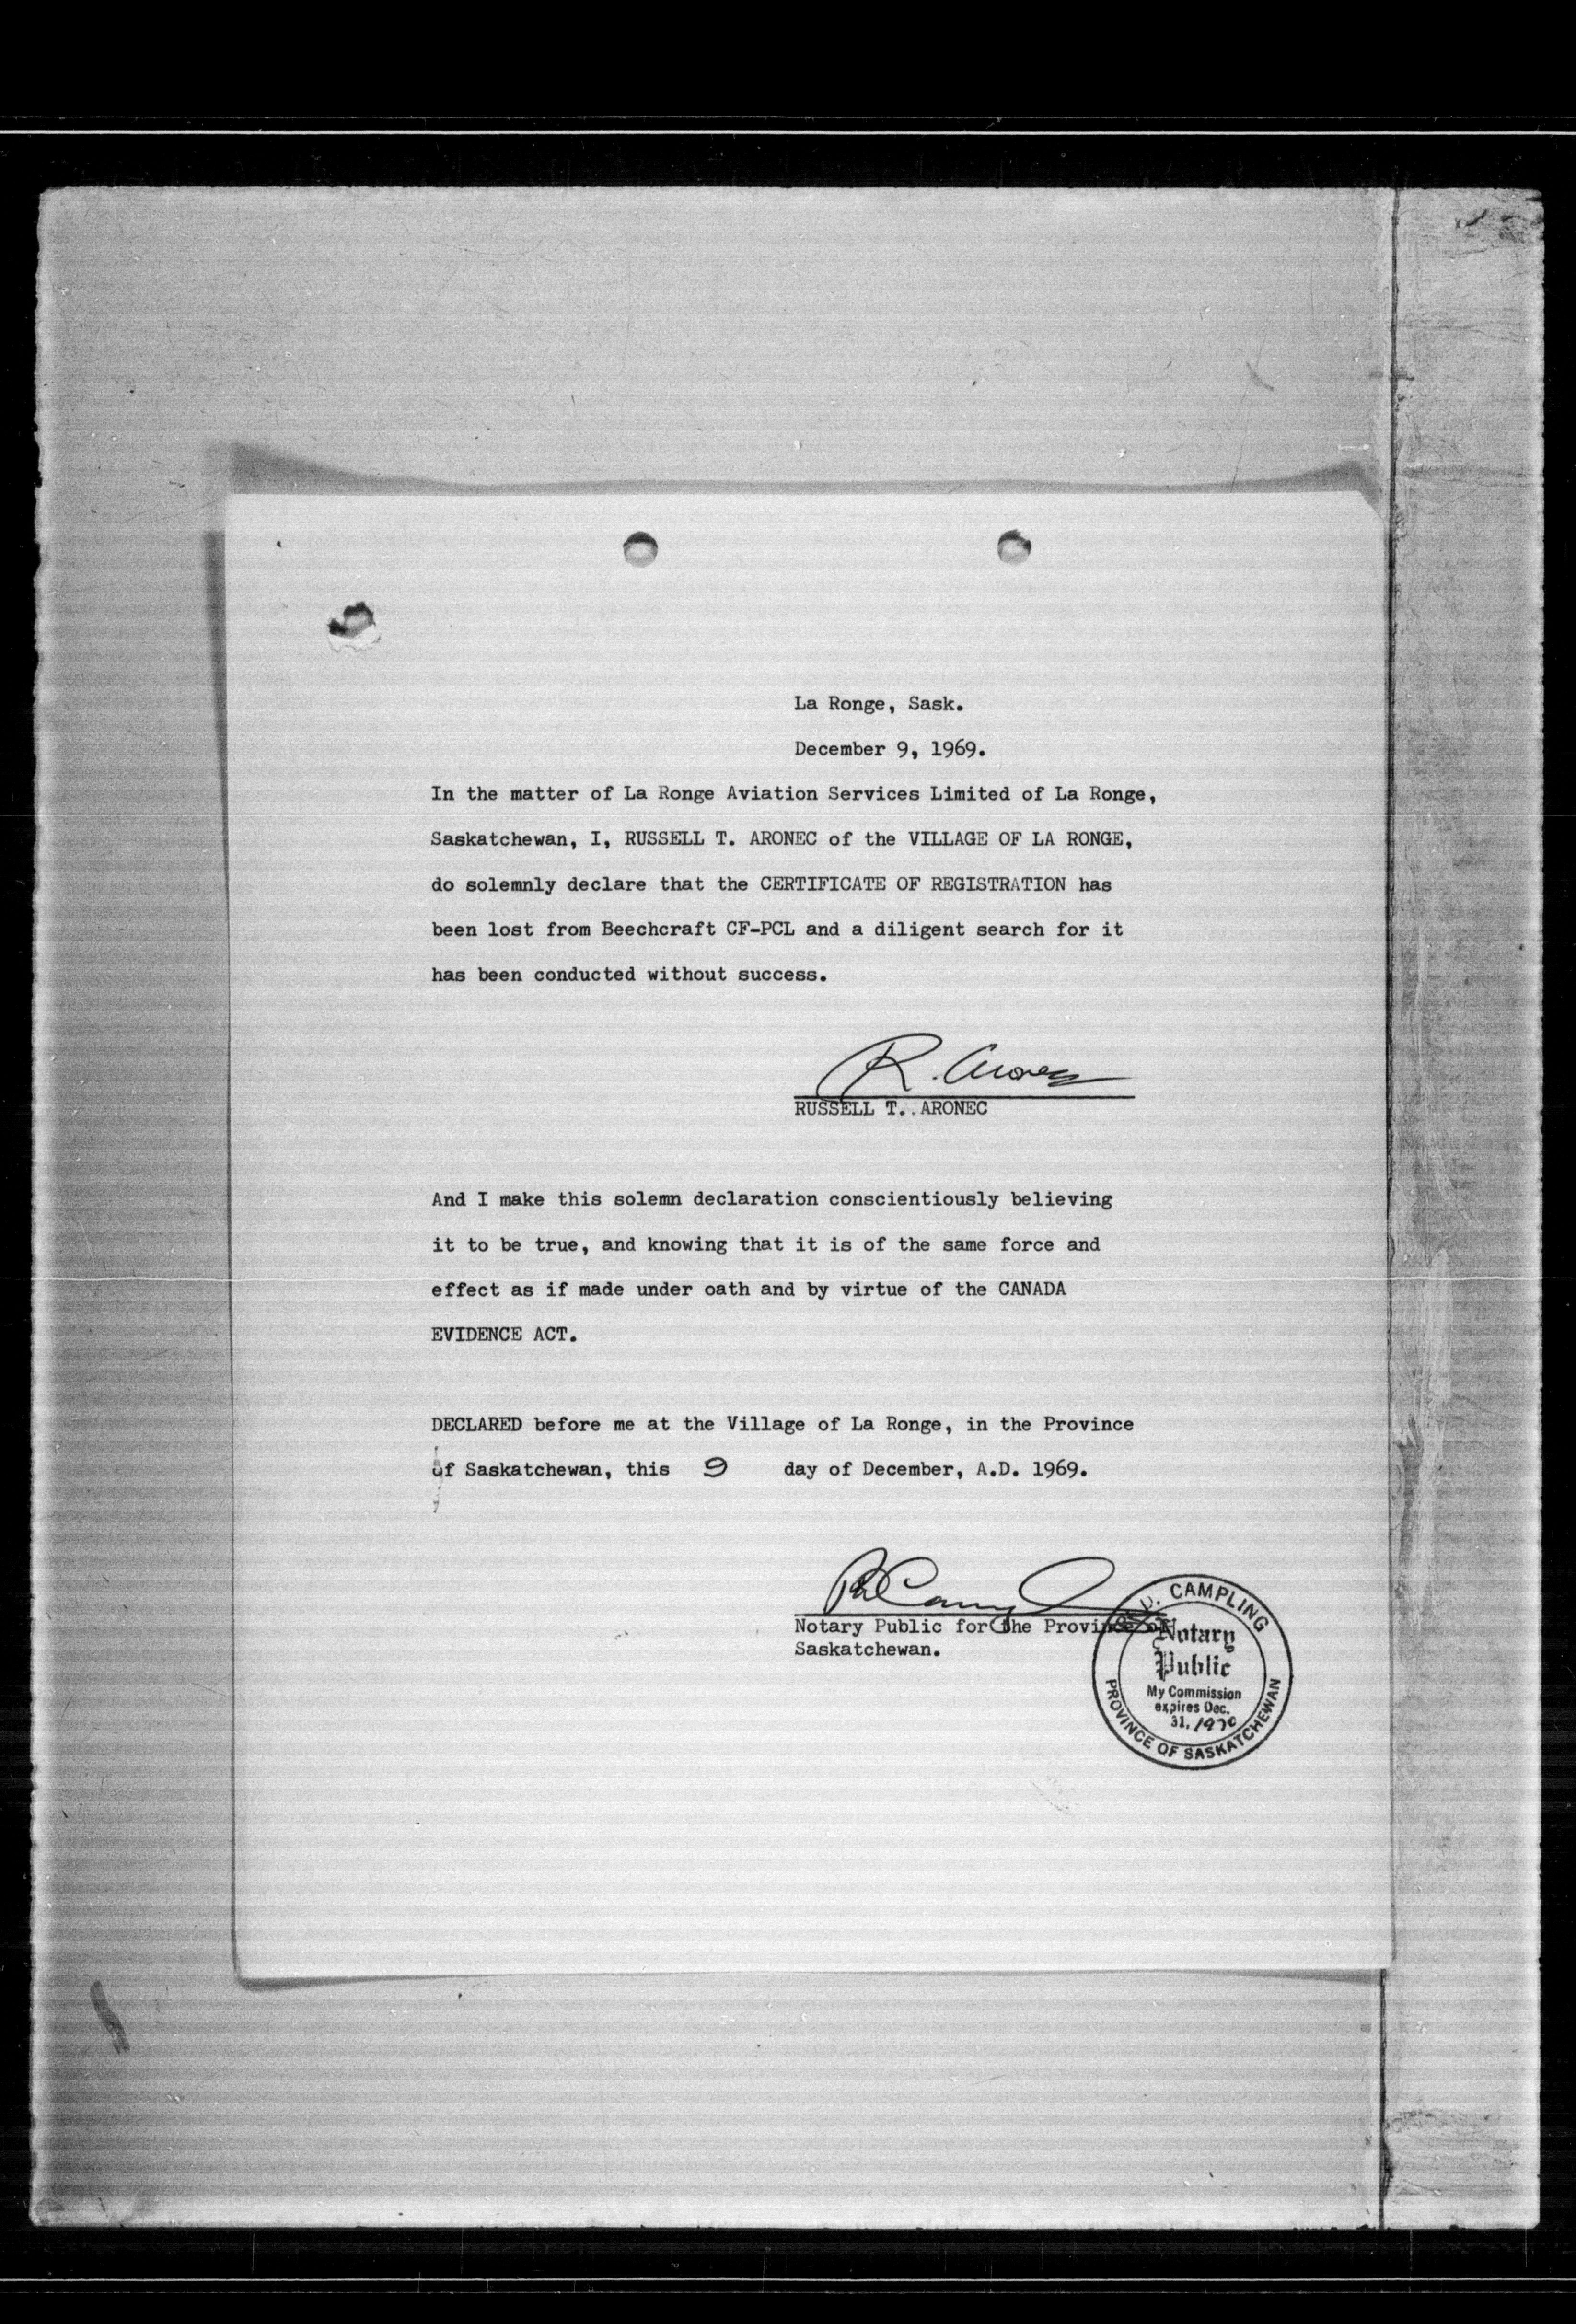 La Ronge, Sask.
December 9, 1969.
In the matter of La Ronge Aviation Services Limited of La Ronge,
Saskatchewan, I, RUSSELL T. ARONEC of the VILLAGE OF LA RONGE,
do solemnly declare that the CERTIFICATE OF REGISTRATION has
been lost from Beechcraft CF-PCL and a diligent search for it
has been conducted without success.
R. Aronec
RUSSELL T. . ARONEC
And I make this solemn declaration conscientiously believing
it to be true, and knowing that it is of the same force and
effect as if made under oath and by virtue of the CANADA
EVIDENCE ACT.
DECLARED before me at the Village of La Ronge, in the Province
of Saskatchewan, this 9 day of December, A.D. 1969.
Notary Public for the Province of
Saskatchewan.
D. CAMPLING
Notary
Public
My Commission
expires Dec.
31, 1970
PROVINCE OF SASKATCHEWAN